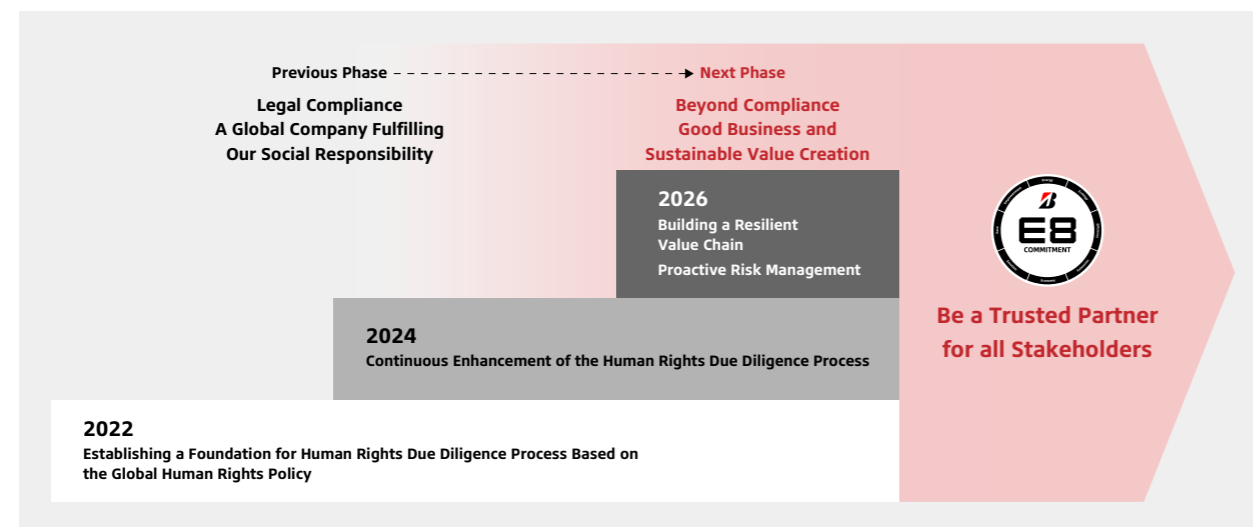 Previous Phase
Next Phase
Legal Compliance
A Global Company Fulfilling
Our Social Responsibility
Beyond Compliance
Good Business and
Sustainable Value Creation
2026
Building a Resilient
Value Chain
Proactive Risk Management
E8
COMMITMENT
Be a Trusted Partner
for all Stakeholders
2024
Continuous Enhancement of the Human Rights Due Diligence Process
2022
Establishing a Foundation for Human Rights Due Diligence Process Based on
the Global Human Rights Policy